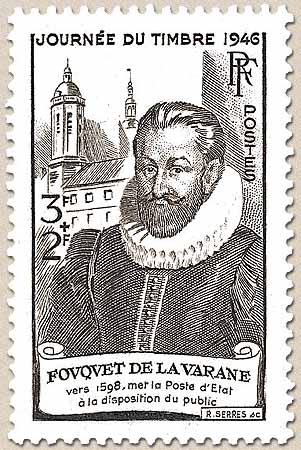 JOURNÉE DU TIMBRE 1946
RF
POSTES
3F
+
2F
FOVQVET DE LA VARANE
vers 1598, met la Poste d'Etat
à la disposition du public
R. SERRES sc